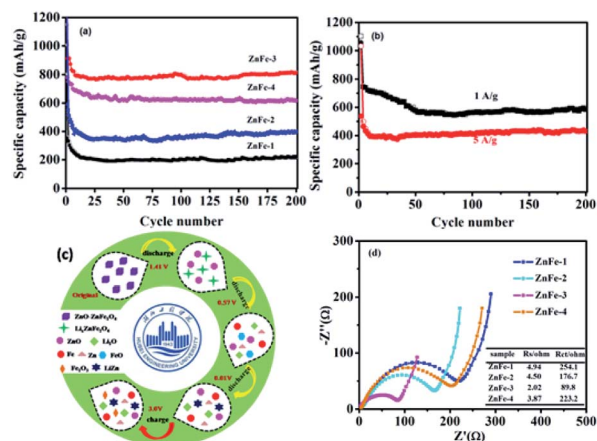 (a)
ZnFe-3
ZnFe-4
ZnFe-2
ZnFe-1
1200
1000
800
600
400
200
0
0 25 50 75 100 125 150 175 200
Specific capacity (mAh/g)
Cycle number
(b)
1 A/g
5 A/g
1200
1000
800
600
400
200
0
0 50 100 150 200
Specific capacity (mAh/g)
Cycle number
(c)
discharge
1.41 V
Original
discharge
0.57 V
discharge
0.01V
charge
3.0V
ZnO-ZnFe₂O₄
LiₓZnFe₂O₄
ZnO Li₂O
Fe Zn FeO
Fe₂O₃ LiZn
1952
HUBEI ENGINEERING UNIVERSITY
(d)
ZnFe-1
ZnFe-2
ZnFe-3
ZnFe-4
300
200
100
0
0 100 200 300 400 500
-Z''(Ω)
Z'(Ω)
sample Rs/ohm Rct/ohm
ZnFe-1 4.94 254.1
ZnFe-2 4.50 176.7
ZnFe-3 2.02 89.8
ZnFe-4 3.87 223.2